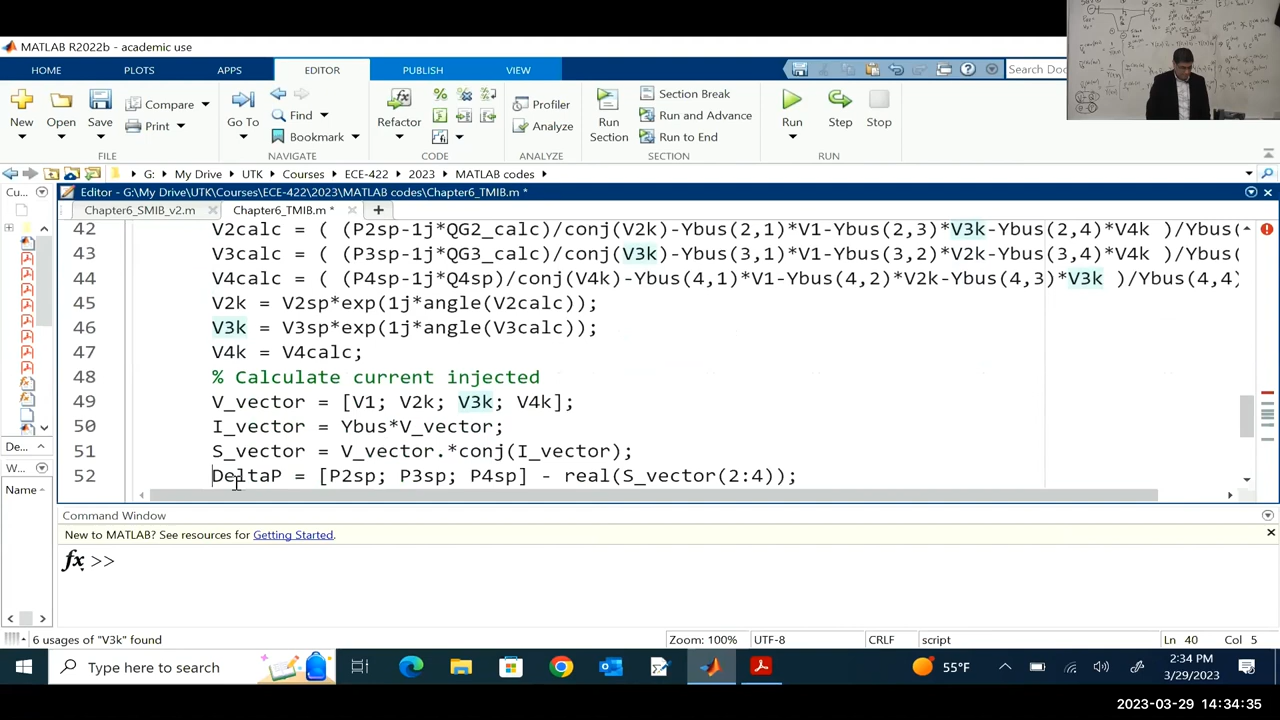 MATLAB R2022b - academic use
HOME PLOTS APPS EDITOR PUBLISH VIEW Search Doc
New Open Save Compare Print
Go To Find Bookmark
Refactor
Profiler Analyze
Run Section Section Break Run and Advance Run to End
Run Step Stop
FILE NAVIGATE CODE ANALYZE SECTION RUN
G: My Drive UTK Courses ECE-422 2023 MATLAB codes
Cu... Editor - G:\My Drive\UTK\Courses\ECE-422\2023\MATLAB codes\Chapter6_TMIB.m *
Chapter6_SMIB_v2.m Chapter6_TMIB.m *
42 V2calc = ( (P2sp-1j*QG2_calc)/conj(V2k)-Ybus(2,1)*V1-Ybus(2,3)*V3k-Ybus(2,4)*V4k )/Ybus(
43 V3calc = ( (P3sp-1j*QG3_calc)/conj(V3k)-Ybus(3,1)*V1-Ybus(3,2)*V2k-Ybus(3,4)*V4k )/Ybus(
44 V4calc = ( (P4sp-1j*Q4sp)/conj(V4k)-Ybus(4,1)*V1-Ybus(4,2)*V2k-Ybus(4,3)*V3k )/Ybus(4,4)
45 V2k = V2sp*exp(1j*angle(V2calc));
46 V3k = V3sp*exp(1j*angle(V3calc));
47 V4k = V4calc;
48 % Calculate current injected
49 V_vector = [V1; V2k; V3k; V4k];
50 I_vector = Ybus*V_vector;
51 S_vector = V_vector.*conj(I_vector);
52 DeltaP = [P2sp; P3sp; P4sp] - real(S_vector(2:4));
De...
W...
Name
Command Window
New to MATLAB? See resources for Getting Started.
fx >>
6 usages of "V3k" found Zoom: 100% UTF-8 CRLF script Ln 40 Col 5
Type here to search
55°F
2:34 PM
3/29/2023
2023-03-29 14:34:35